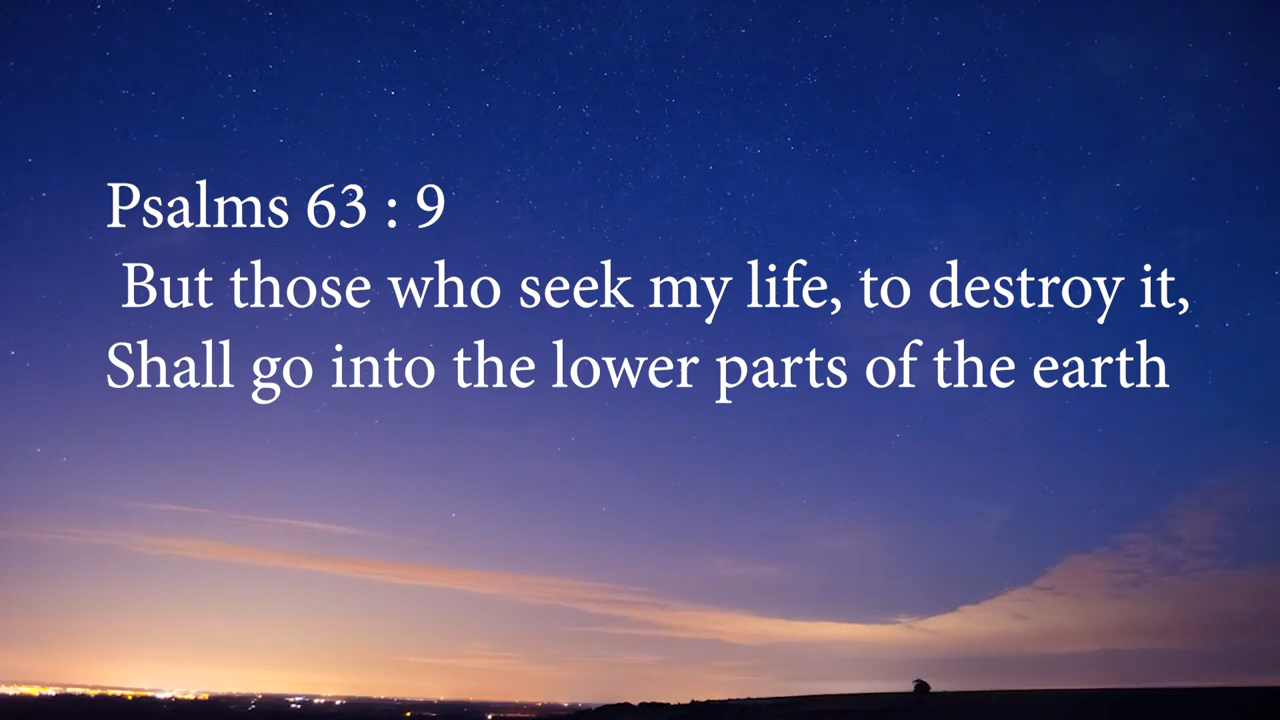 Psalms 63 : 9
But those who seek my life, to destroy it,
Shall go into the lower parts of the earth